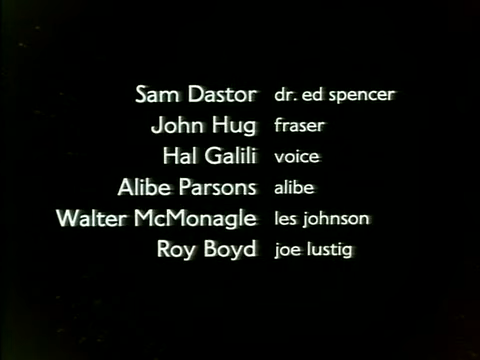 Sam Dastor dr. ed spencer
John Hug fraser
Hal Galili voice
Alibe Parsons alibe
Walter McMonagle les johnson
Roy Boyd joe lustig